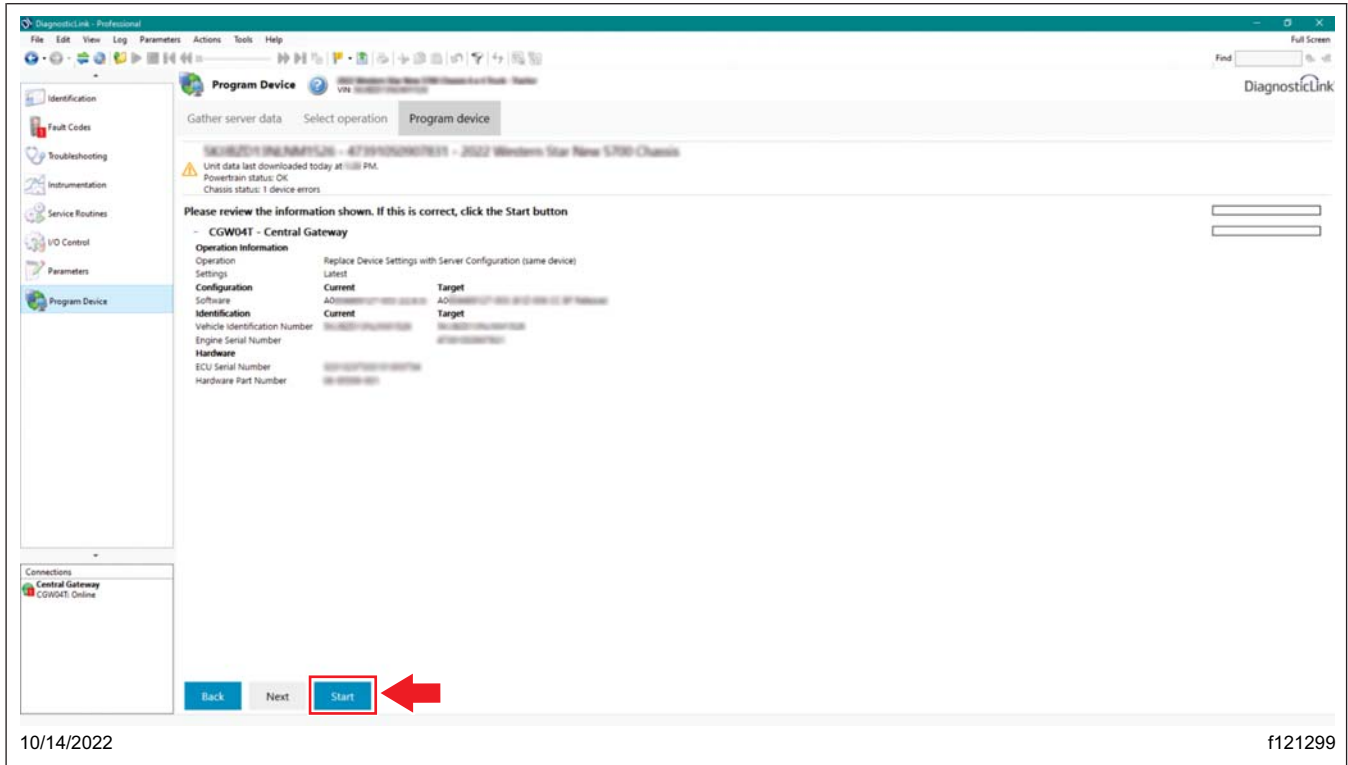 DiagnosticLink - Professional
File Edit View Log Parameters Actions Tools Help Full Screen
Find
Program Device
VIN
DiagnosticLink
Gather server data Select operation Program device
Unit data last downloaded today at PM.
Powertrain status: OK
Chassis status: 1 device errors
Please review the information shown. If this is correct, click the Start button
- CGW04T - Central Gateway
Operation Information
Operation Replace Device Settings with Server Configuration (same device)
Settings Latest
Configuration Current Target
Software
Identification Current Target
Vehicle Identification Number
Engine Serial Number
Hardware
ECU Serial Number
Hardware Part Number
Identification
Fault Codes
Troubleshooting
Instrumentation
Service Routines
I/O Control
Parameters
Program Device
Connections
Central Gateway
CGW04T: Online
Back Next Start
10/14/2022 f121299